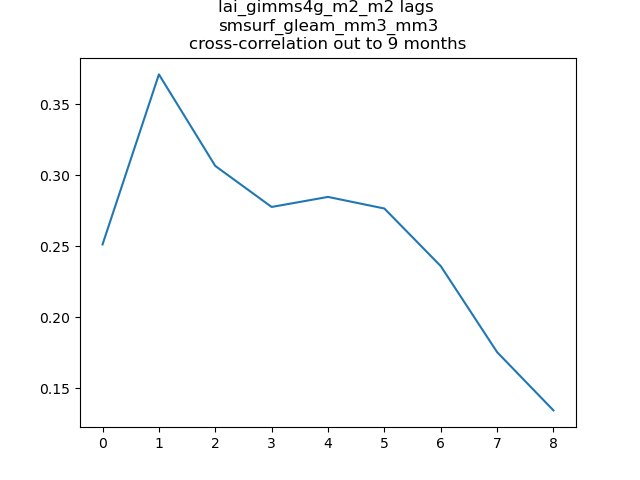 lai_gimms4g_m2_m2 lags
smsurf_gleam_mm3_mm3
cross-correlation out to 9 months
0.35
0.30
0.25
0.20
0.15
0 1 2 3 4 5 6 7 8